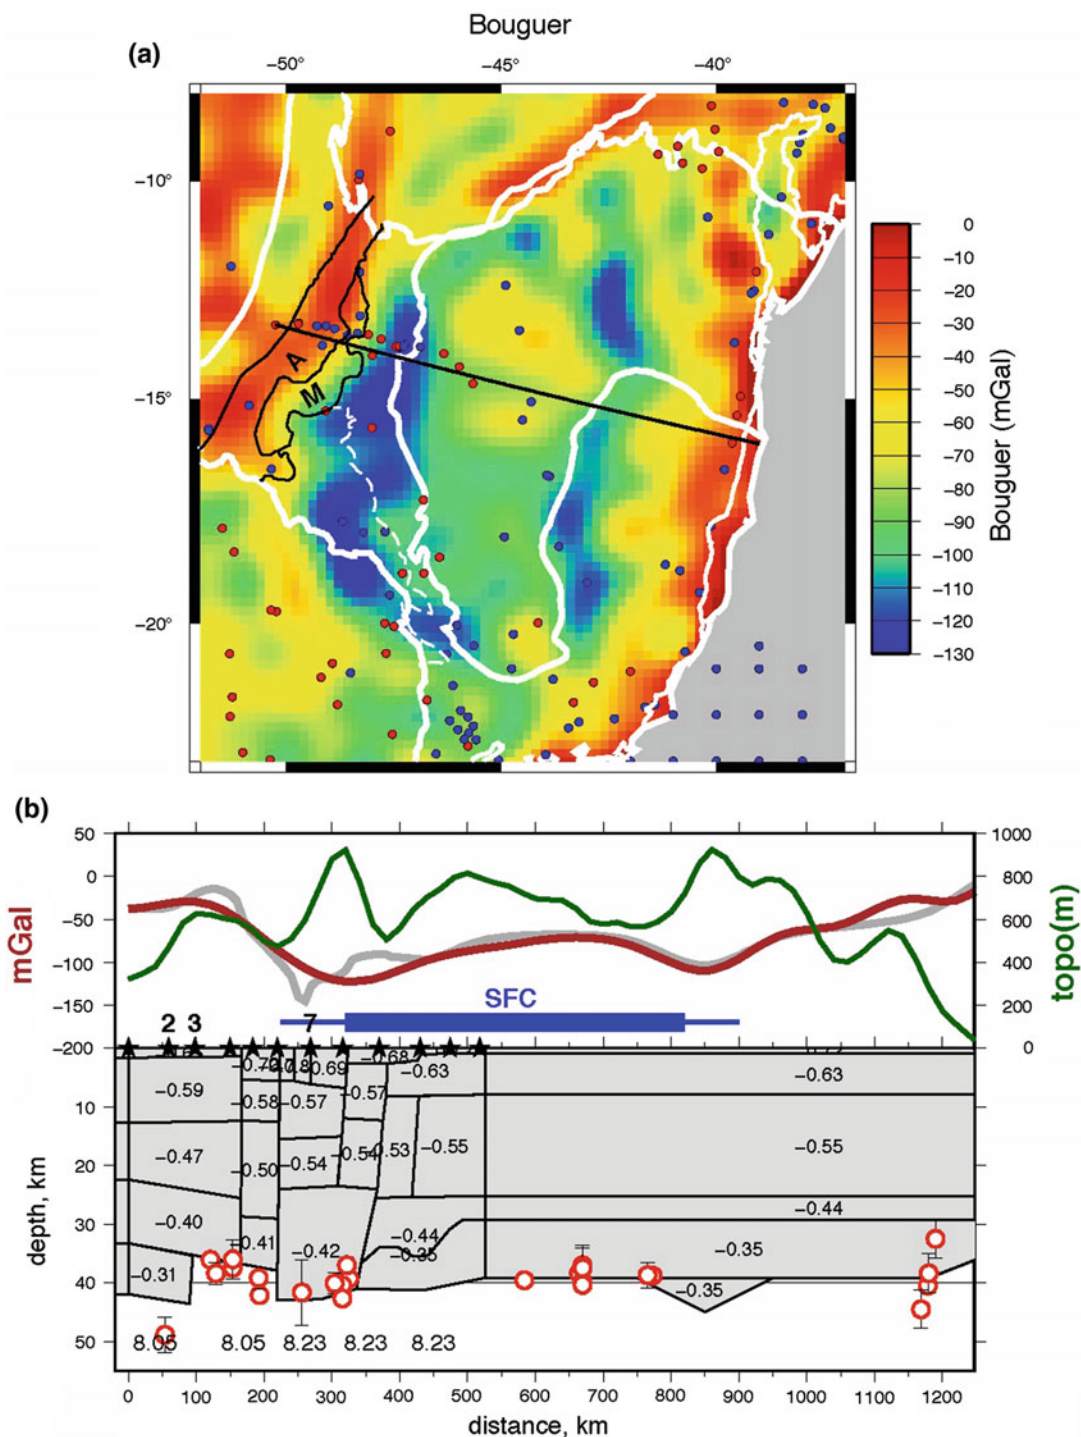 Bouguer
(a)
−50° −45° −40°
−10°
−15°
−20°
A
M
0
−10
−20
−30
−40
−50
−60
−70
−80
−90
−100
−110
−120
−130
Bouguer (mGal)
(b)
50
0
−50
−100
−150
−200
mGal
1000
800
600
400
200
0
topo(m)
SFC
2 3 7
−0.68
−0.69
−0.63 −0.63
−0.59
−0.58 −0.57 −0.57
−0.55 −0.55
−0.47 −0.50 −0.54 −0.54 −0.53
−0.44
−0.40 −0.41 −0.42 −0.44
−0.35 −0.35
−0.31 −0.35
8.05 8.05 8.23 8.23 8.23
10
20
30
40
50
depth, km
0 100 200 300 400 500 600 700 800 900 1000 1100 1200
distance, km